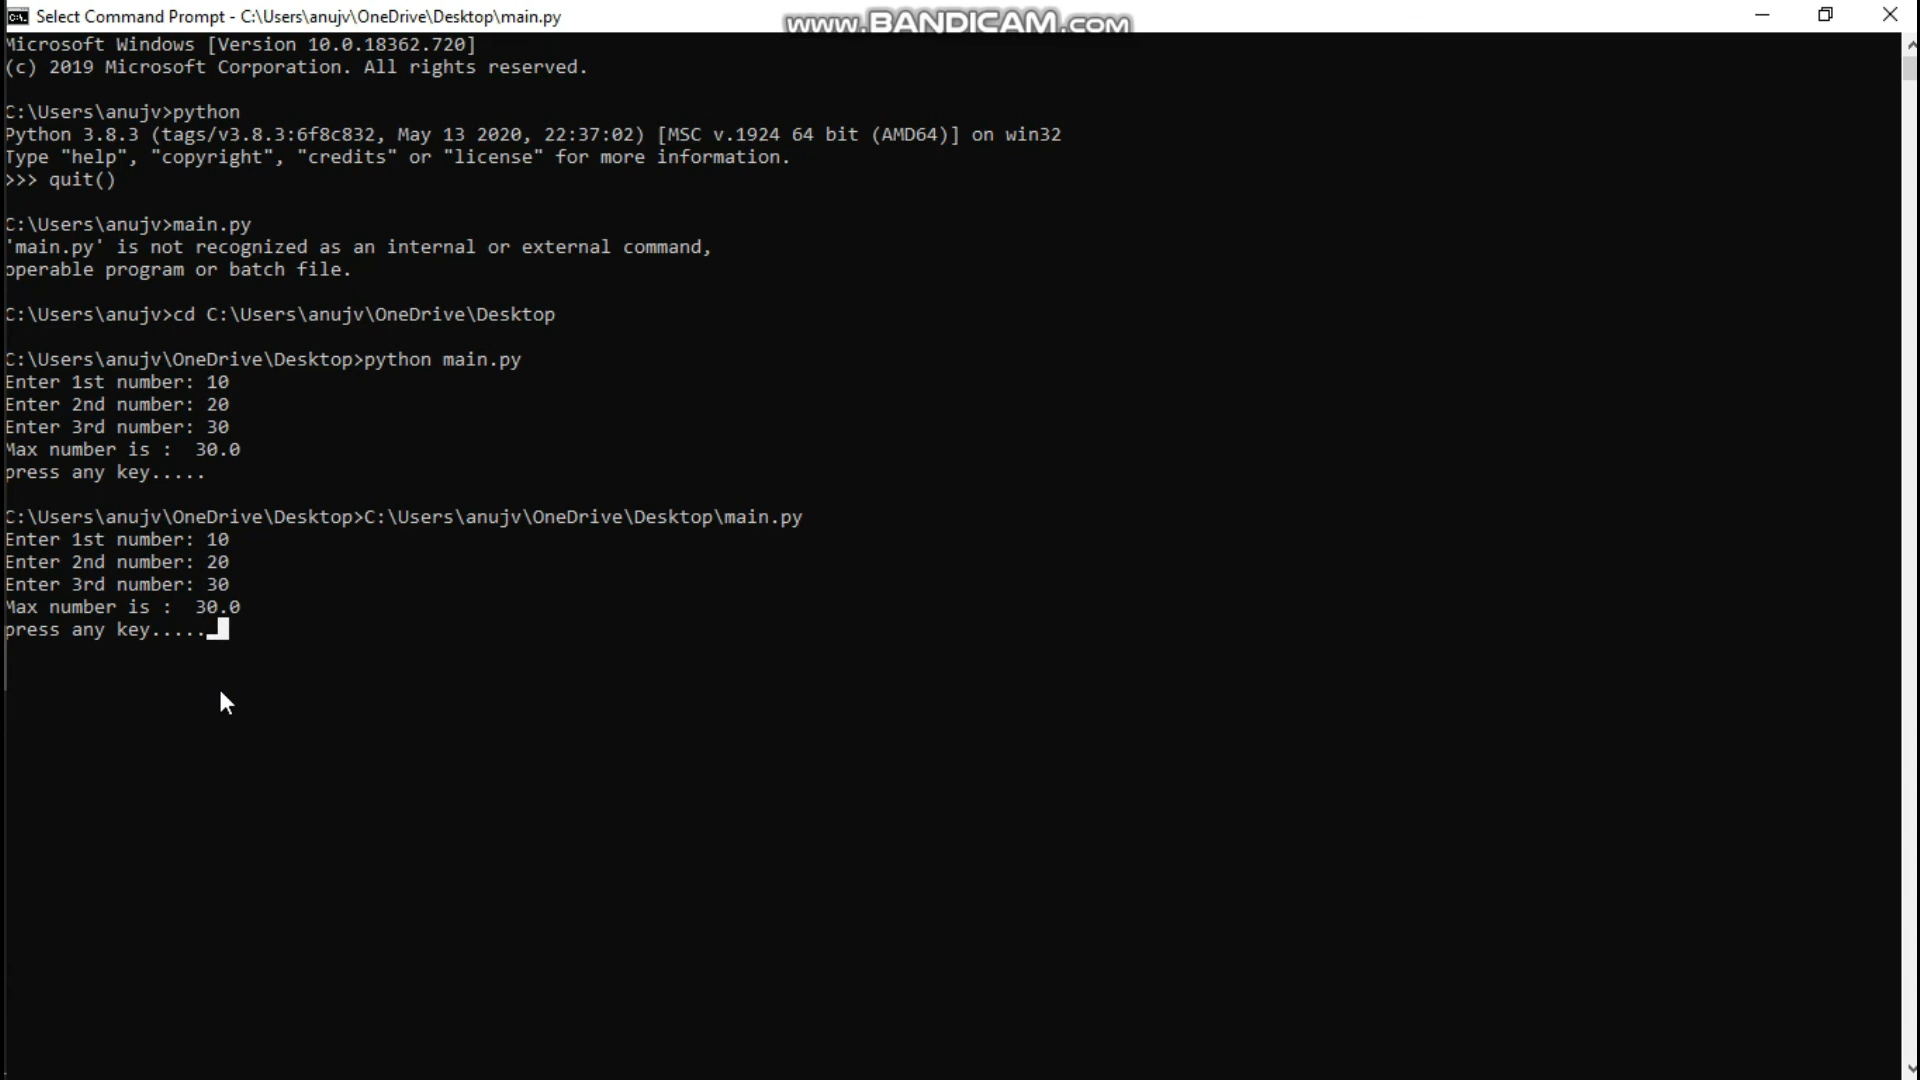 Select Command Prompt - C:\Users\anujv\OneDrive\Desktop\main.py
www.BANDICAM.com
Microsoft Windows [Version 10.0.18362.720]
(c) 2019 Microsoft Corporation. All rights reserved.
C:\Users\anujv>python
Python 3.8.3 (tags/v3.8.3:6f8c832, May 13 2020, 22:37:02) [MSC v.1924 64 bit (AMD64)] on win32
Type "help", "copyright", "credits" or "license" for more information.
>>> quit()
C:\Users\anujv>main.py
'main.py' is not recognized as an internal or external command,
operable program or batch file.
C:\Users\anujv>cd C:\Users\anujv\OneDrive\Desktop
C:\Users\anujv\OneDrive\Desktop>python main.py
Enter 1st number: 10
Enter 2nd number: 20
Enter 3rd number: 30
Max number is :  30.0
press any key.....
C:\Users\anujv\OneDrive\Desktop>C:\Users\anujv\OneDrive\Desktop\main.py
Enter 1st number: 10
Enter 2nd number: 20
Enter 3rd number: 30
Max number is :  30.0
press any key.....